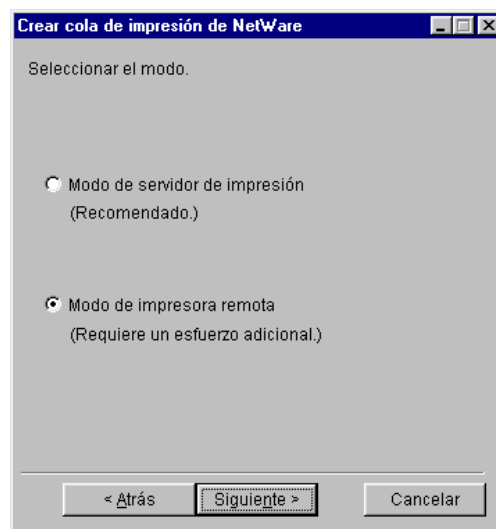 Crear cola de impresión de NetWare
Seleccionar el modo.
Modo de servidor de impresión
(Recomendado.)
Modo de impresora remota
(Requiere un esfuerzo adicional.)
< Atrás
Siguiente >
Cancelar